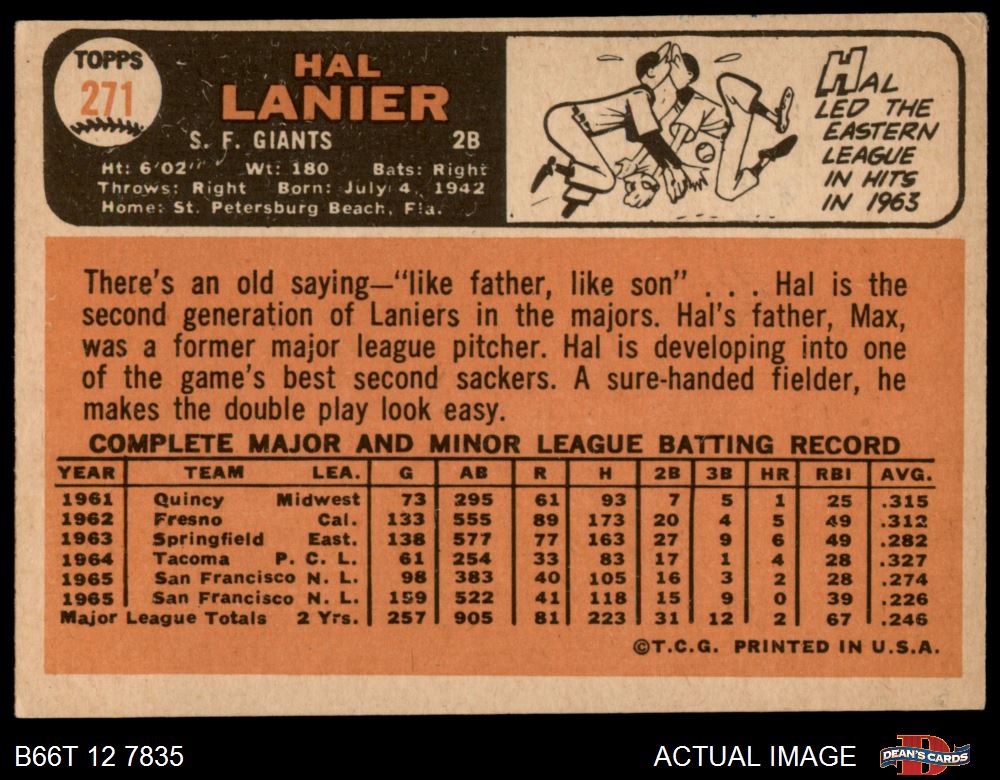 TOPPS
271
HAL
LANIER
S. F. GIANTS 2B
Ht: 6'02" Wt: 180 Bats: Right
Throws: Right Born: July 4, 1942
Home: St. Petersburg Beach, Fla.
HAL
LED THE
EASTERN
LEAGUE
IN HITS
IN 1963
There's an old saying—"like father, like son" . . . Hal is the
second generation of Laniers in the majors. Hal's father, Max,
was a former major league pitcher. Hal is developing into one
of the game's best second sackers. A sure-handed fielder, he
makes the double play look easy.
COMPLETE MAJOR AND MINOR LEAGUE BATTING RECORD
YEAR TEAM LEA. G AB R H 2B 3B HR RBI AVG.
1961 Quincy Midwest 73 295 61 93 7 5 1 25 .315
1962 Fresno Cal. 133 555 89 173 20 4 5 49 .312
1963 Springfield East. 138 577 77 163 27 9 6 49 .282
1964 Tacoma P. C. L. 61 254 33 83 17 1 4 28 .327
1965 San Francisco N. L. 98 383 40 105 16 3 2 28 .274
1965 San Francisco N. L. 159 522 41 118 15 9 0 39 .226
Major League Totals 2 Yrs. 257 905 81 223 31 12 2 67 .246
©T.C.G. PRINTED IN U.S.A.
B66T 12 7835 ACTUAL IMAGE DEAN'S CARDS